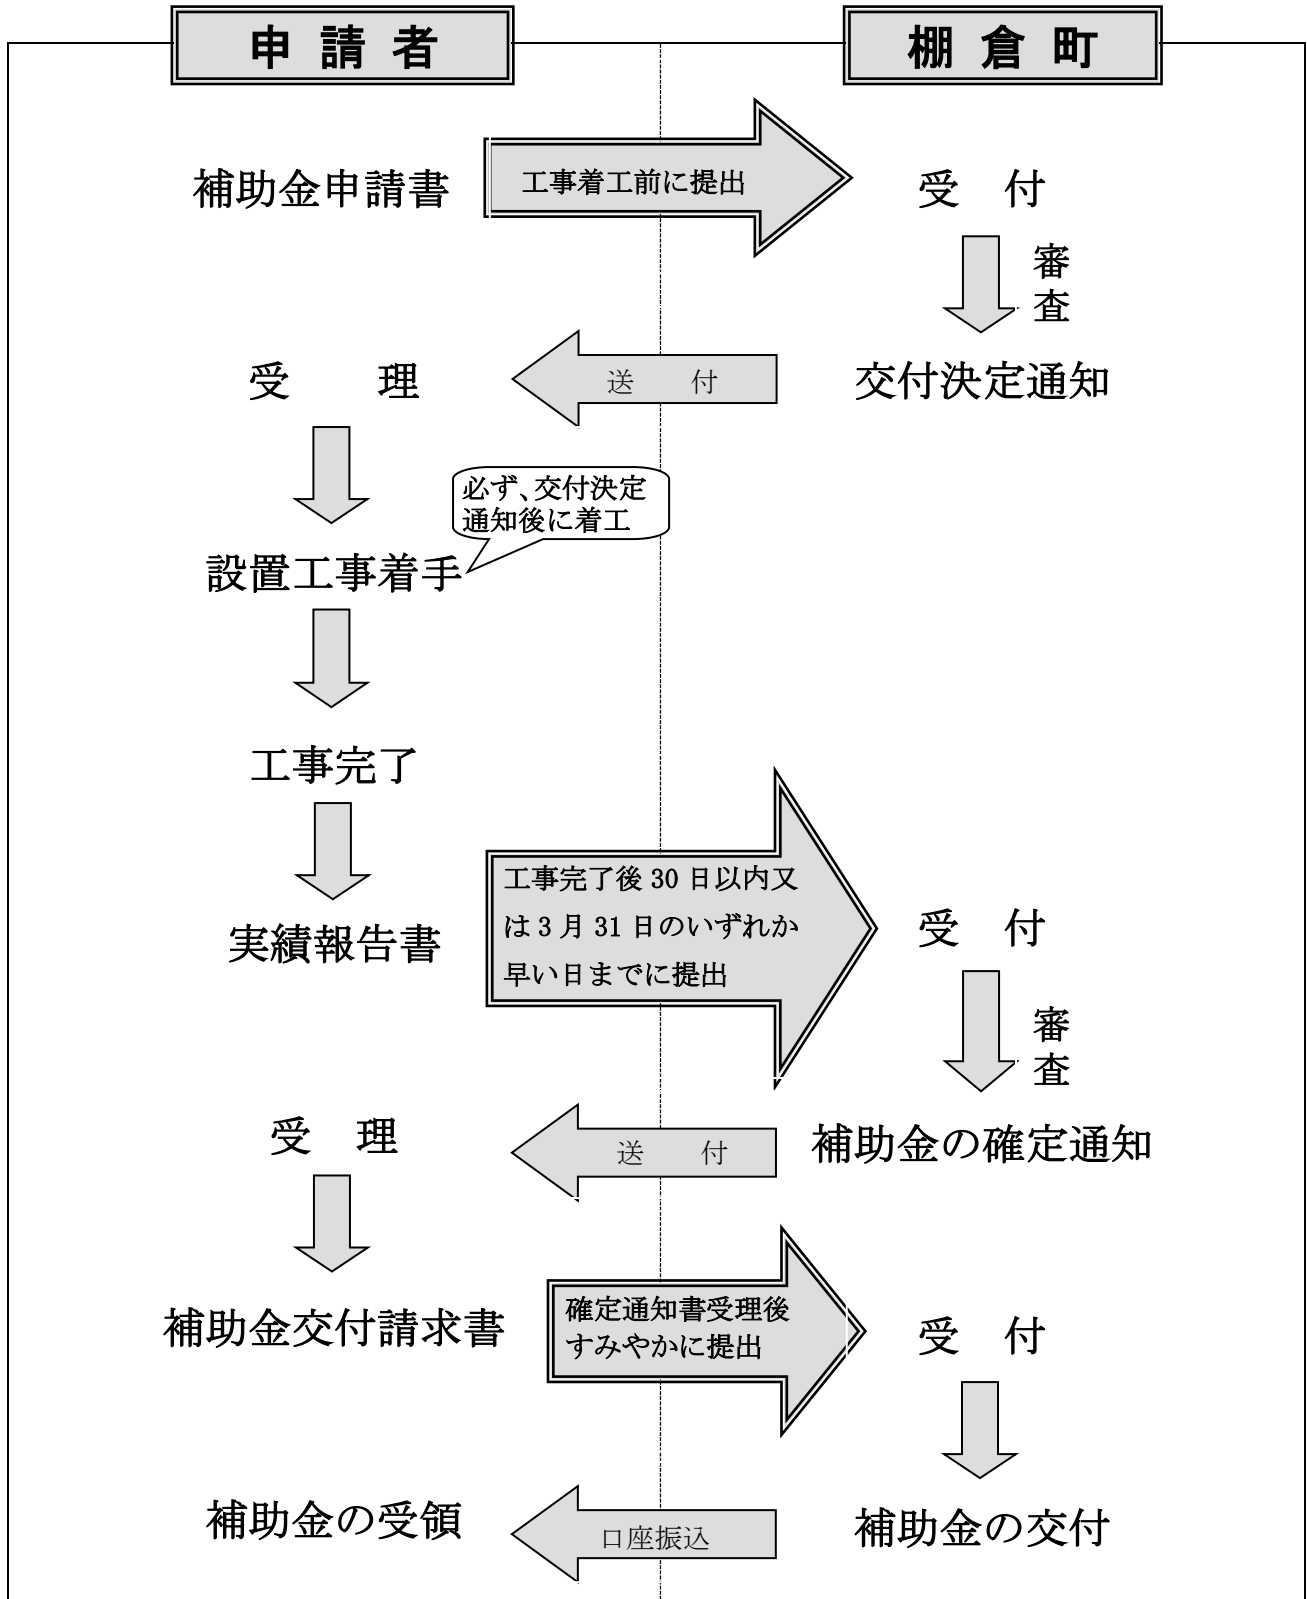 申請者
棚倉町
補助金申請書
工事着工前に提出
受　付
審
査
受　　理
送　　付
交付決定通知
必ず、交付決定
通知後に着工
設置工事着手
工事完了
工事完了後 30 日以内又
は 3 月 31 日のいずれか
早い日までに提出
実績報告書
受　付
審
査
受　理
送　　付
補助金の確定通知
補助金交付請求書
確定通知書受理後
すみやかに提出
受　付
補助金の受領
口座振込
補助金の交付